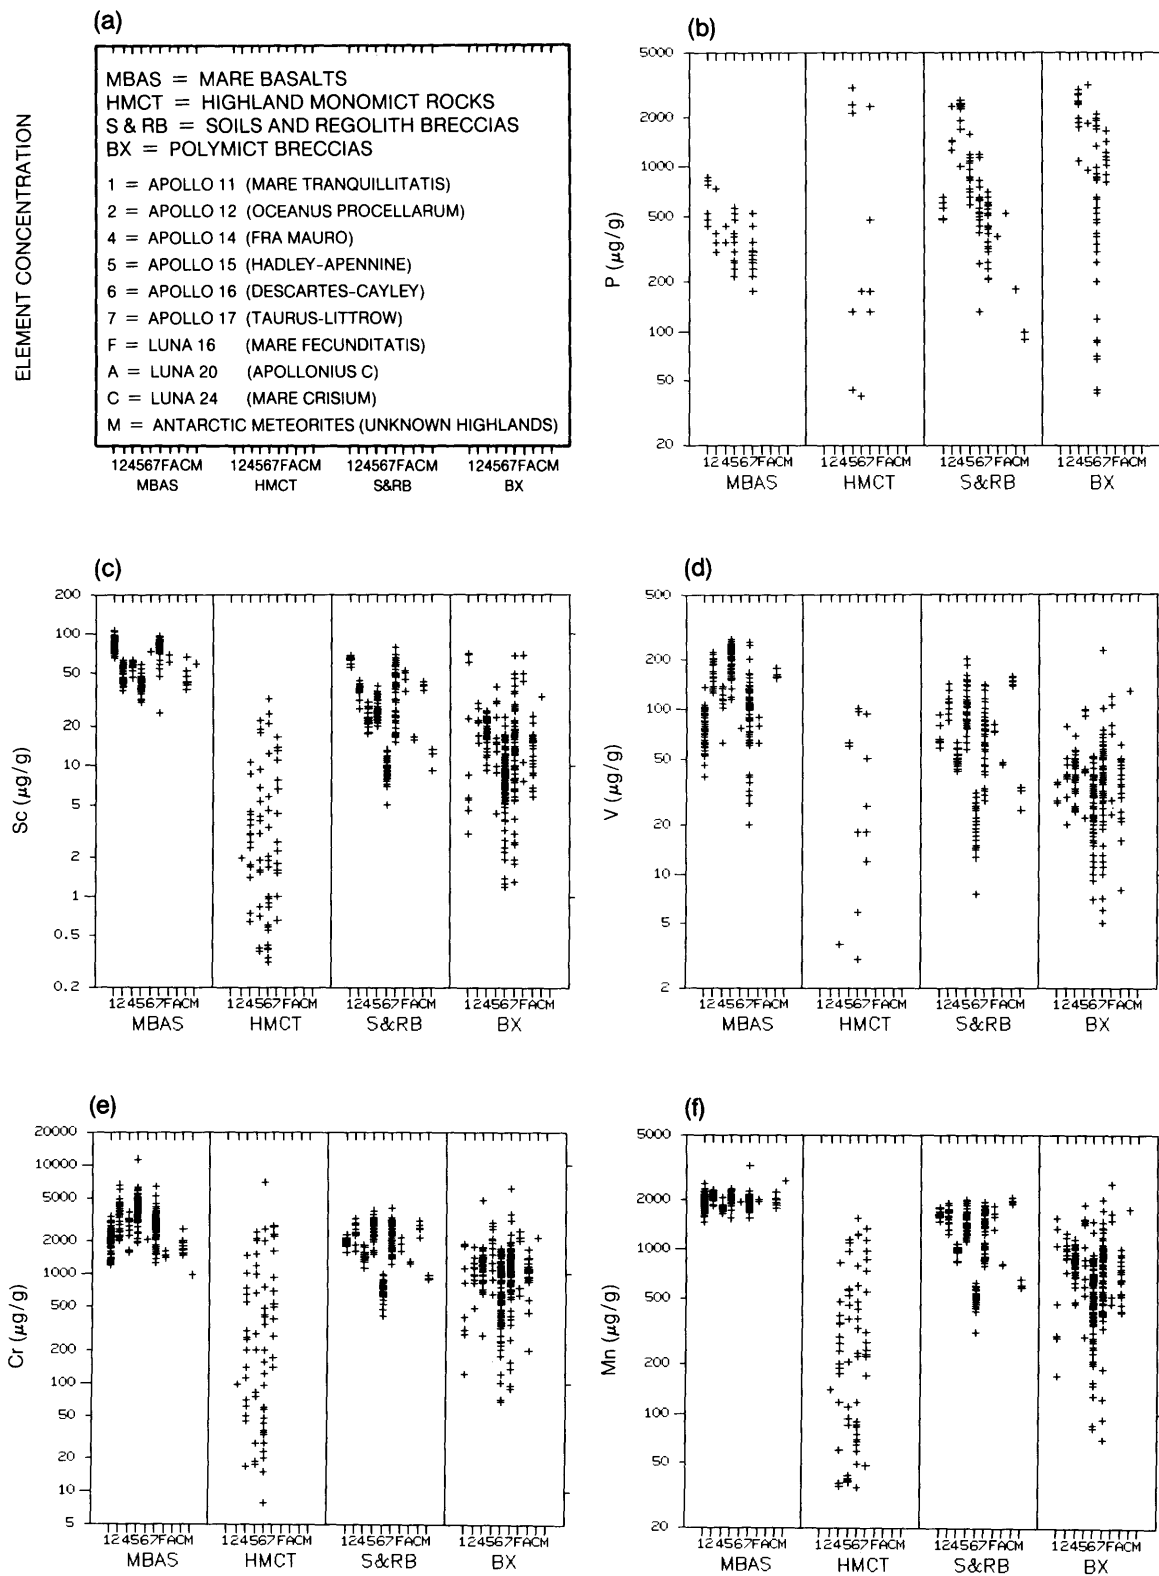 (a)
ELEMENT CONCENTRATION
MBAS = MARE BASALTS
HMCT = HIGHLAND MONOMICT ROCKS
S & RB = SOILS AND REGOLITH BRECCIAS
BX = POLYMICT BRECCIAS
1 = APOLLO 11 (MARE TRANQUILLITATIS)
2 = APOLLO 12 (OCEANUS PROCELLARUM)
4 = APOLLO 14 (FRA MAURO)
5 = APOLLO 15 (HADLEY-APENNINE)
6 = APOLLO 16 (DESCARTES-CAYLEY)
7 = APOLLO 17 (TAURUS-LITTROW)
F = LUNA 16 (MARE FECUNDITATIS)
A = LUNA 20 (APOLLONIUS C)
C = LUNA 24 (MARE CRISIUM)
M = ANTARCTIC METEORITES (UNKNOWN HIGHLANDS)
124567FACM 124567FACM 124567FACM 124567FACM
MBAS HMCT S&RB BX
(b)
5000
2000
1000
500
200
100
50
20
P (µg/g)
124567FACM 124567FACM 124567FACM 124567FACM
MBAS HMCT S&RB BX
(c)
200
100
50
20
10
5
2
1
0.5
0.2
Sc (µg/g)
124567FACM 124567FACM 124567FACM 124567FACM
MBAS HMCT S&RB BX
(d)
500
200
100
50
20
10
5
2
V (µg/g)
124567FACM 124567FACM 124567FACM 124567FACM
MBAS HMCT S&RB BX
(e)
20000
10000
5000
2000
1000
500
200
100
50
20
10
5
Cr (µg/g)
124567FACM 124567FACM 124567FACM 124567FACM
MBAS HMCT S&RB BX
(f)
5000
2000
1000
500
200
100
50
20
Mn (µg/g)
124567FACM 124567FACM 124567FACM 124567FACM
MBAS HMCT S&RB BX